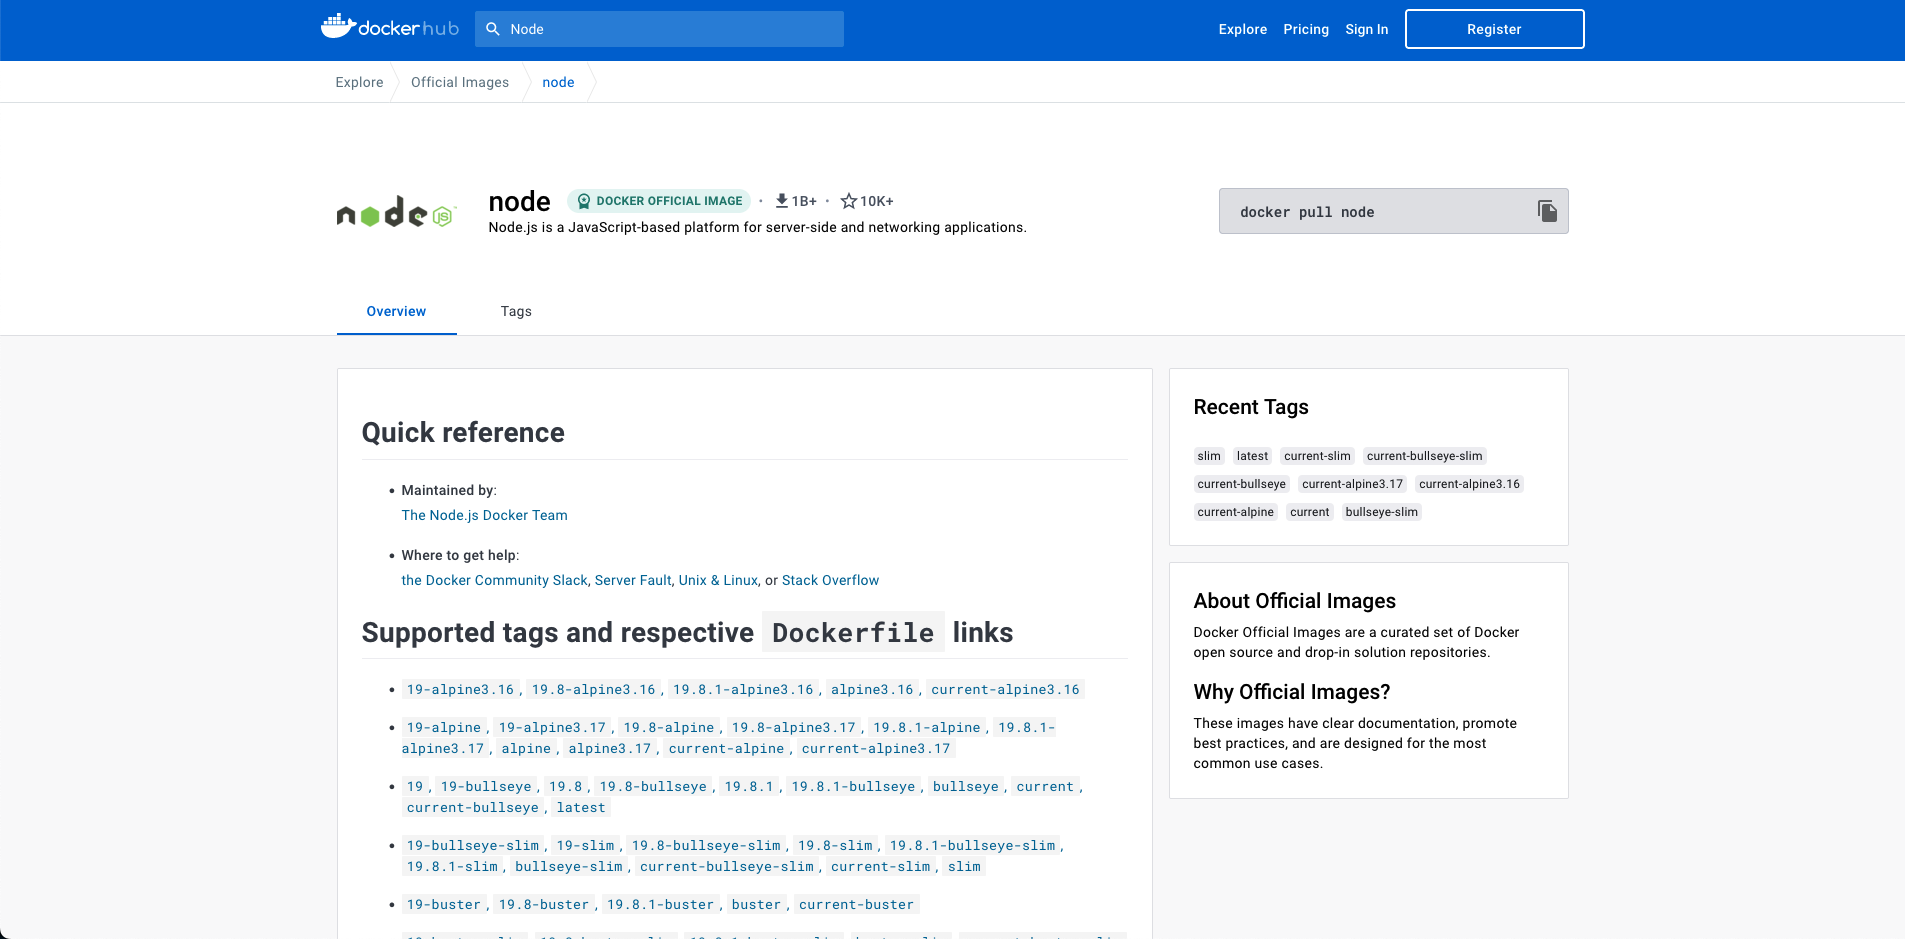 dockerhub
Node
Explore Pricing Sign In Register
Explore Official Images node
node JS
node DOCKER OFFICIAL IMAGE · 1B+ · 10K+
Node.js is a JavaScript-based platform for server-side and networking applications.
docker pull node
Overview Tags
Quick reference
• Maintained by:
The Node.js Docker Team
• Where to get help:
the Docker Community Slack, Server Fault, Unix & Linux, or Stack Overflow
Supported tags and respective Dockerfile links
• 19-alpine3.16, 19.8-alpine3.16, 19.8.1-alpine3.16, alpine3.16, current-alpine3.16
• 19-alpine, 19-alpine3.17, 19.8-alpine, 19.8-alpine3.17, 19.8.1-alpine, 19.8.1-
alpine3.17, alpine, alpine3.17, current-alpine, current-alpine3.17
• 19, 19-bullseye, 19.8, 19.8-bullseye, 19.8.1, 19.8.1-bullseye, bullseye, current,
current-bullseye, latest
• 19-bullseye-slim, 19-slim, 19.8-bullseye-slim, 19.8-slim, 19.8.1-bullseye-slim,
19.8.1-slim, bullseye-slim, current-bullseye-slim, current-slim, slim
• 19-buster, 19.8-buster, 19.8.1-buster, buster, current-buster
Recent Tags
slim latest current-slim current-bullseye-slim
current-bullseye current-alpine3.17 current-alpine3.16
current-alpine current bullseye-slim
About Official Images
Docker Official Images are a curated set of Docker
open source and drop-in solution repositories.
Why Official Images?
These images have clear documentation, promote
best practices, and are designed for the most
common use cases.